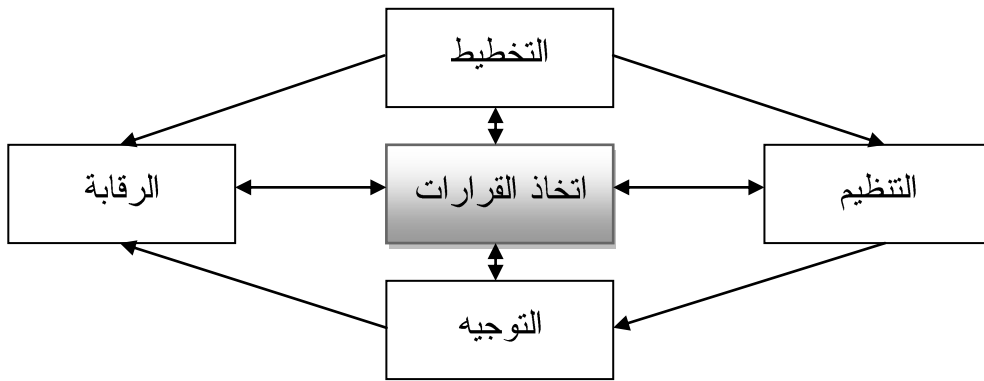 التخطيط
التنظيم
اتخاذ القرارات
الرقابة
التوجيه